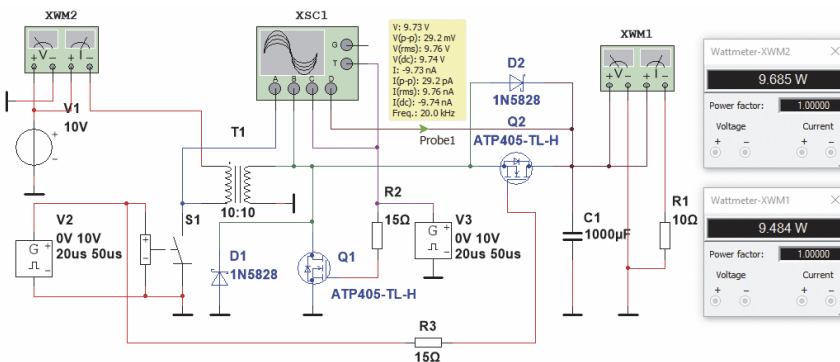 XWM2
XSC1
XWM1
V
I
+ - + -
G
T
A B C D
V: 9.73 V
V(p-p): 29.2 mV
V(rms): 9.76 V
V(dc): 9.74 V
I: -9.73 nA
I(p-p): 29.2 pA
I(rms): 9.76 nA
I(dc): -9.74 nA
Freq.: 20.0 kHz
Probe1
V
I
+ - + -
V1
10V
T1
10:10
D2
1N5828
Q2
ATP405-TL-H
R2
15Ω
V2
G
0V 10V
20us 50us
S1
D1
1N5828
Q1
ATP405-TL-H
V3
G
0V 10V
20us 50us
C1
1000µF
R1
10Ω
R3
15Ω
Wattmeter-XWM2
9.685 W
Power factor: 1.00000
Voltage Current
+ - + -
Wattmeter-XWM1
9.484 W
Power factor: 1.00000
Voltage Current
+ - + -